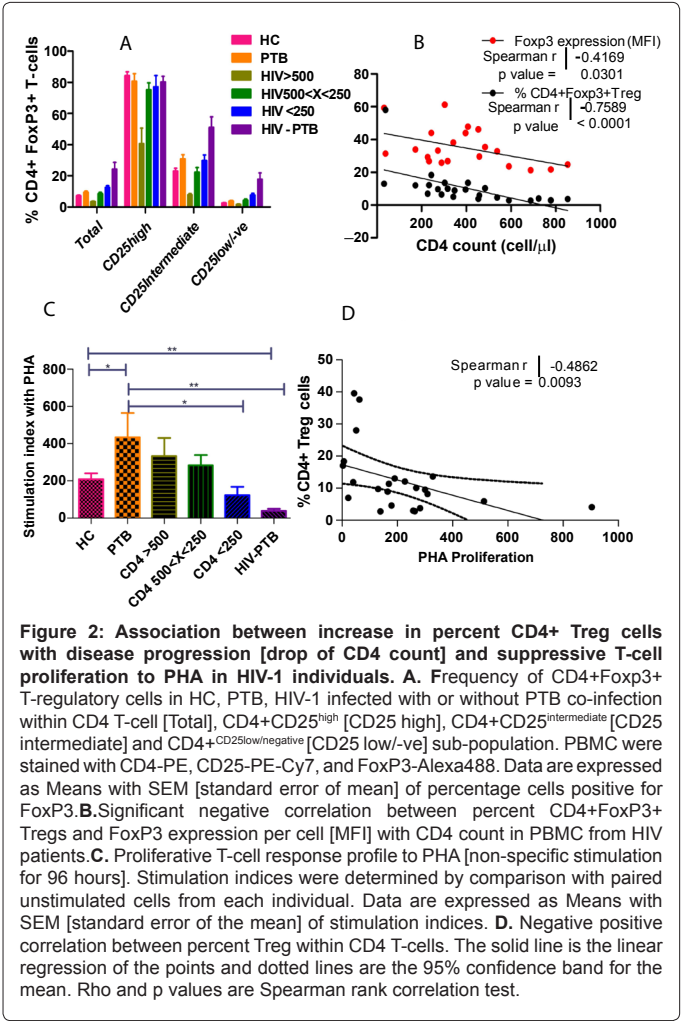 A
HC
PTB
HIV>500
HIV500<X<250
HIV <250
HIV - PTB
% CD4+ FoxP3+ T-cells
100
80
60
40
20
0
Total
CD25high
CD25Intermediate
CD25low/-ve
B
Foxp3 expression (MFI)
Spearman r -0.4169
p value = 0.0301
% CD4+Foxp3+Treg
Spearman r -0.7589
p value < 0.0001
80
60
40
20
0
−20
200 400 600 800 1000
CD4 count (cell/µl)
C
**
*
**
*
Stimulation index with PHA
800
600
400
200
0
HC
PTB
CD4 >500
CD4 500<X<250
CD4 <250
HIV-PTB
D
Spearman r -0.4862
p value = 0.0093
% CD4+ Treg cells
50
40
30
20
10
0
0 200 400 600 800 1000
PHA Proliferation
Figure 2: Association between increase in percent CD4+ Treg cells
with disease progression [drop of CD4 count] and suppressive T-cell
proliferation to PHA in HIV-1 individuals. A. Frequency of CD4+Foxp3+
T-regulatory cells in HC, PTB, HIV-1 infected with or without PTB co-infection
within CD4 T-cell [Total], CD4+CD25high [CD25 high], CD4+CD25intermediate [CD25
intermediate] and CD4+CD25low/negative [CD25 low/-ve] sub-population. PBMC were
stained with CD4-PE, CD25-PE-Cy7, and FoxP3-Alexa488. Data are expressed
as Means with SEM [standard error of mean] of percentage cells positive for
FoxP3.B.Significant negative correlation between percent CD4+FoxP3+
Tregs and FoxP3 expression per cell [MFI] with CD4 count in PBMC from HIV
patients.C. Proliferative T-cell response profile to PHA [non-specific stimulation
for 96 hours]. Stimulation indices were determined by comparison with paired
unstimulated cells from each individual. Data are expressed as Means with
SEM [standard error of the mean] of stimulation indices. D. Negative positive
correlation between percent Treg within CD4 T-cells. The solid line is the linear
regression of the points and dotted lines are the 95% confidence band for the
mean. Rho and p values are Spearman rank correlation test.